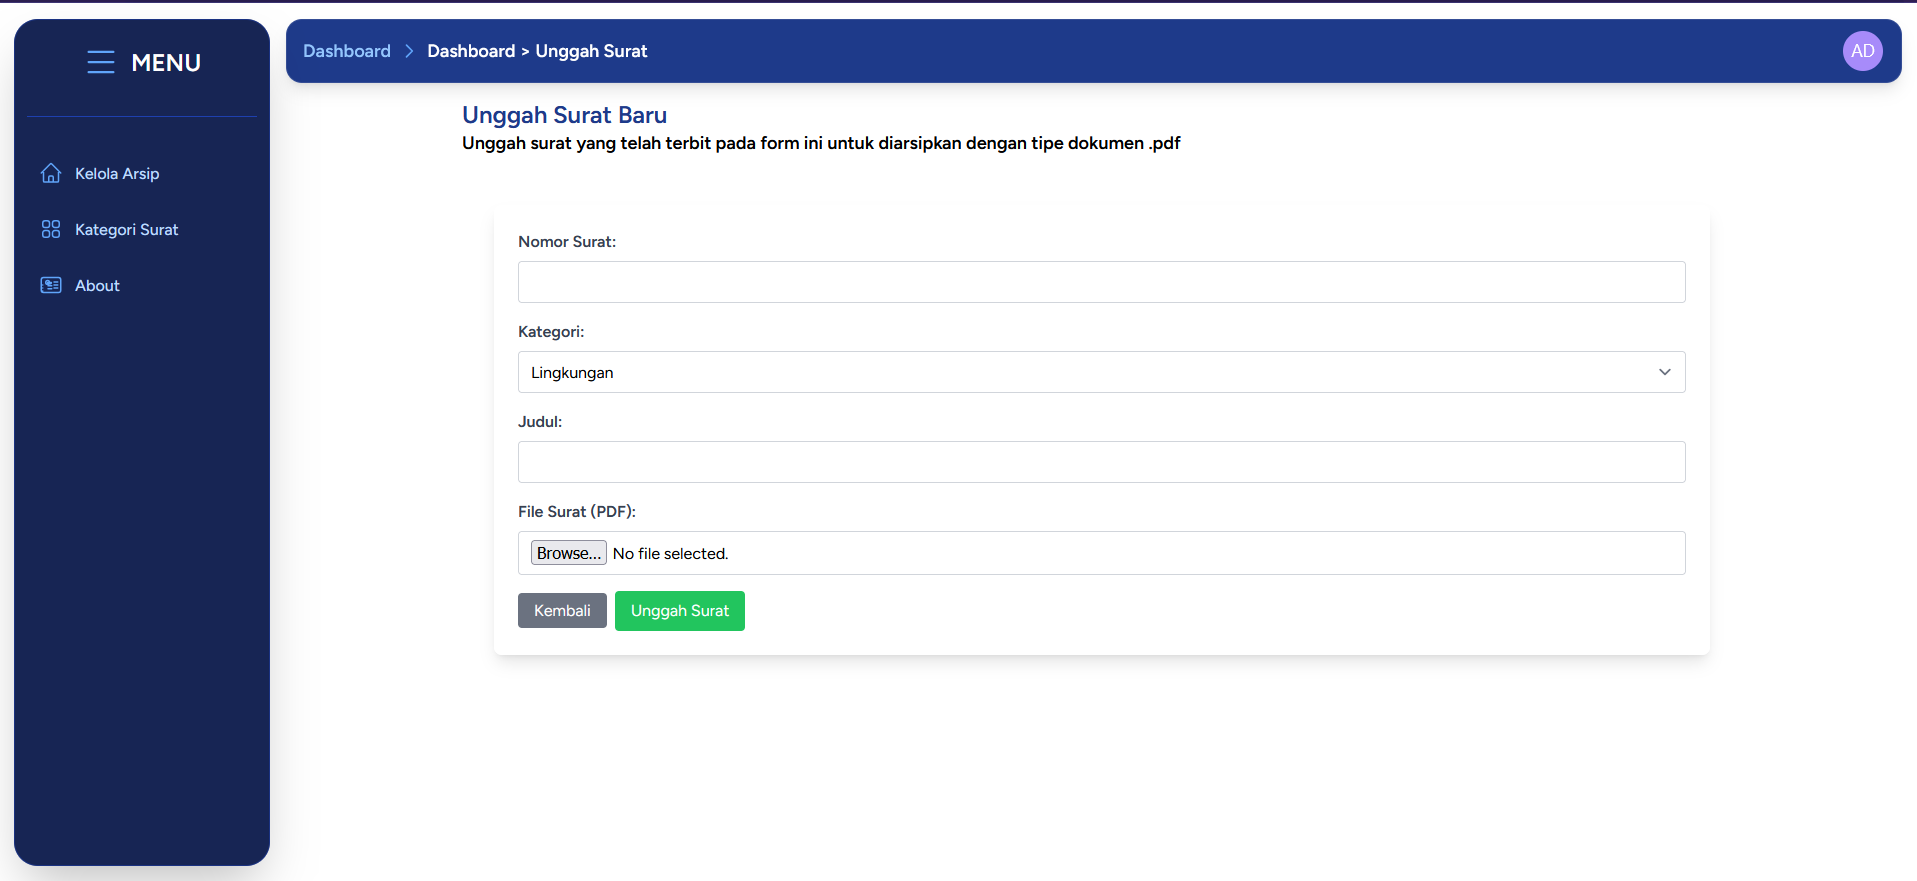 MENU
Kelola Arsip
Kategori Surat
About
Dashboard > Dashboard > Unggah Surat
AD
Unggah Surat Baru
Unggah surat yang telah terbit pada form ini untuk diarsipkan dengan tipe dokumen .pdf
Nomor Surat:
Kategori:
Lingkungan
Judul:
File Surat (PDF):
Browse... No file selected.
Kembali Unggah Surat